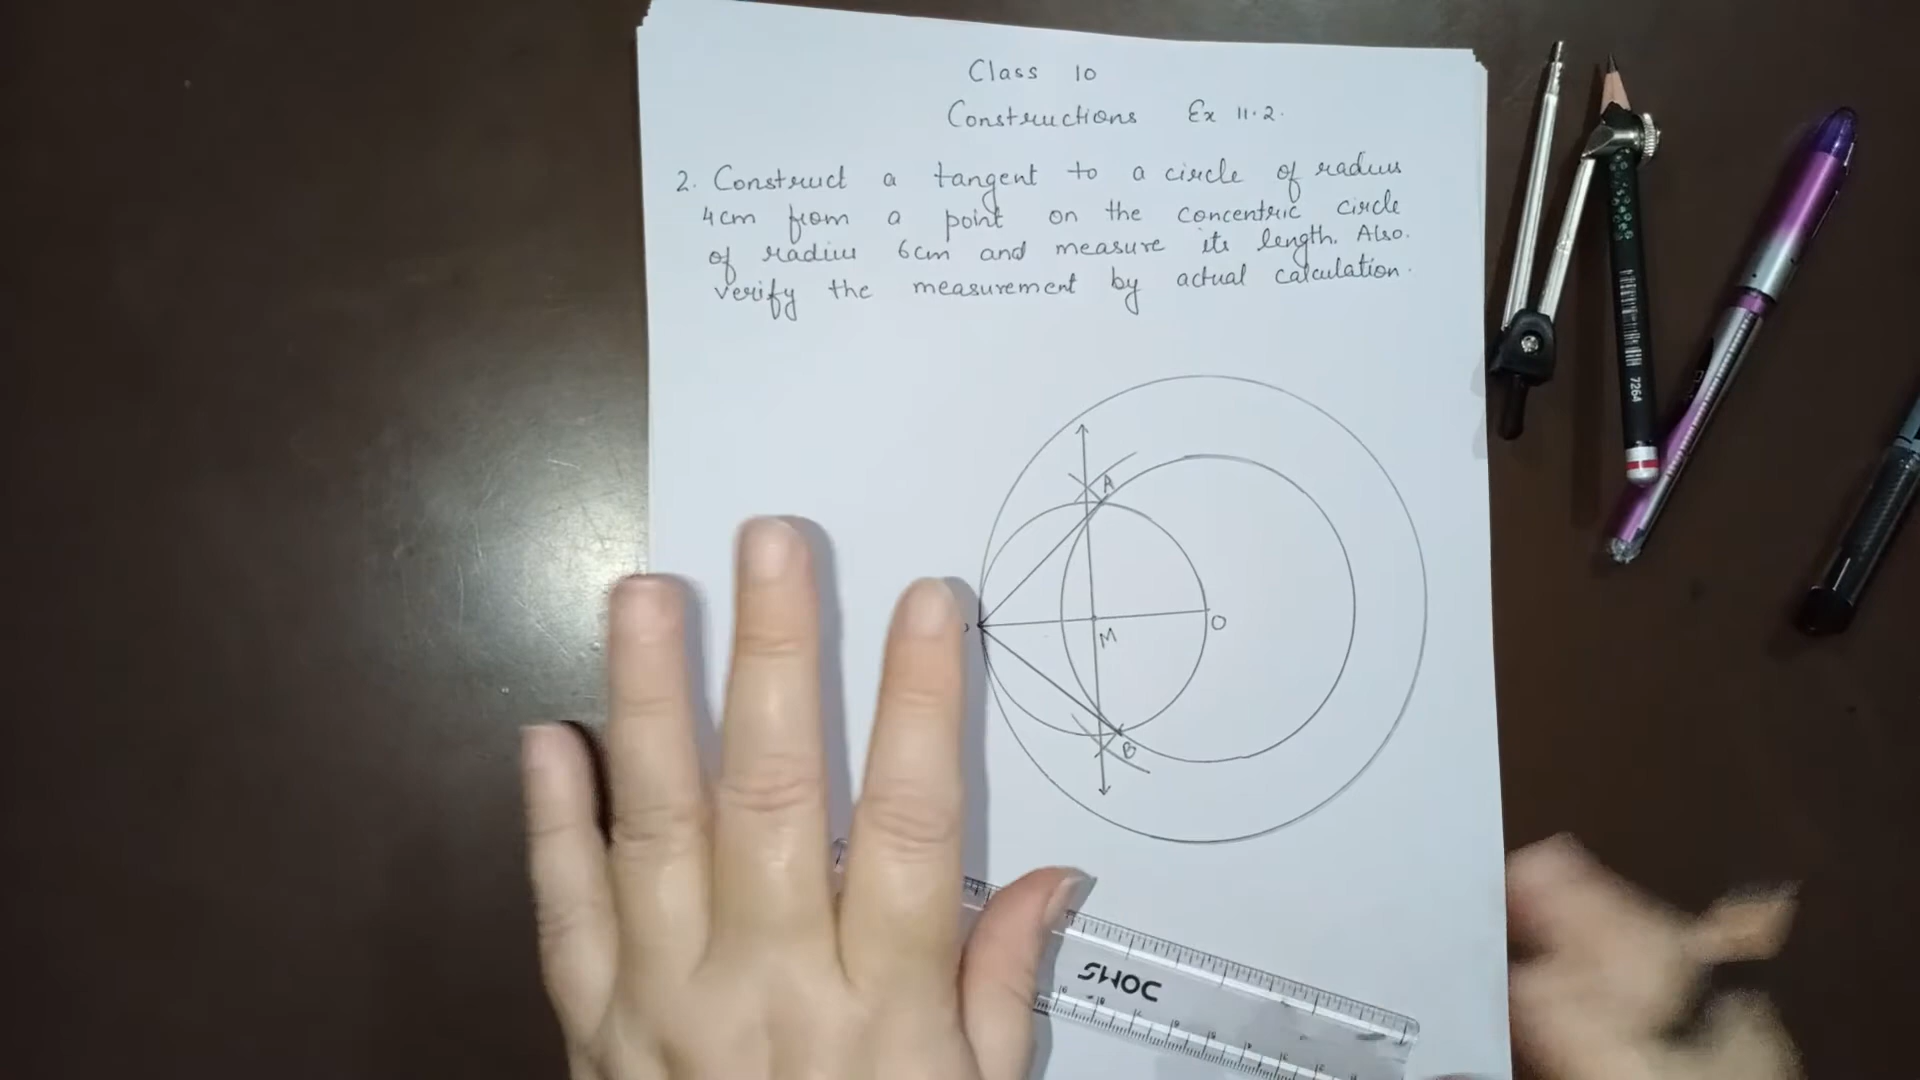 Class 10
Constructions Ex 11.2.
2. Construct a tangent to a circle of radius
4cm from a point on the concentric circle
of radius 6cm and measure its length. Also.
verify the measurement by actual calculation.
A
M
O
B
7264